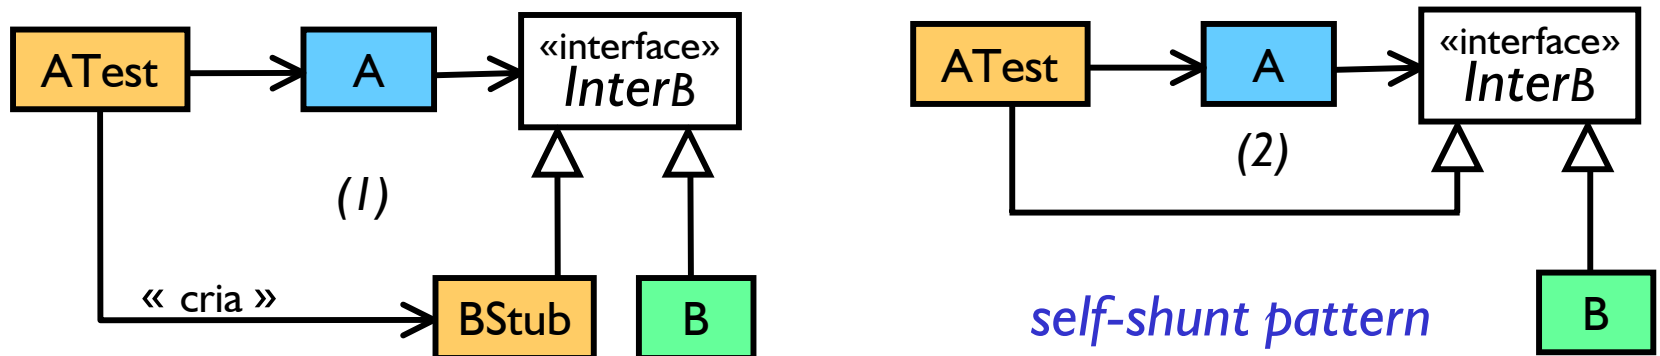 ATest
A
«interface»
InterB
(1)
« cria »
BStub
B
ATest
A
«interface»
InterB
(2)
self-shunt pattern
B